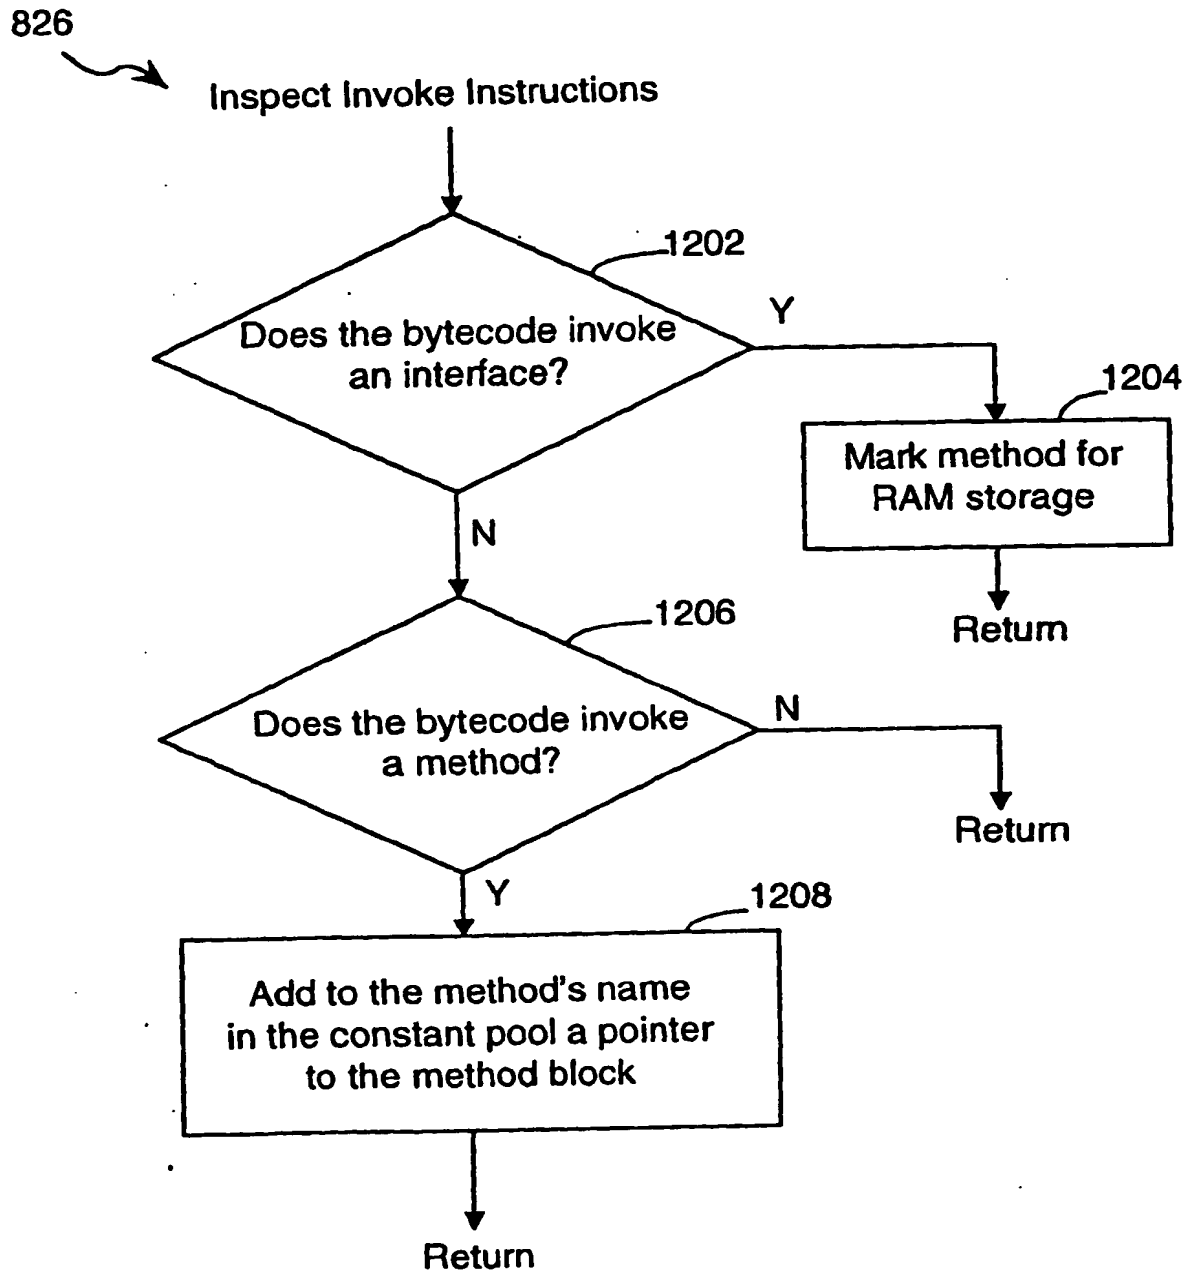 826
Inspect Invoke Instructions
1202
Does the bytecode invoke
an interface?
Y
1204
Mark method for
RAM storage
N
Return
1206
Does the bytecode invoke
a method?
N
Return
Y
1208
Add to the method's name
in the constant pool a pointer
to the method block
Return